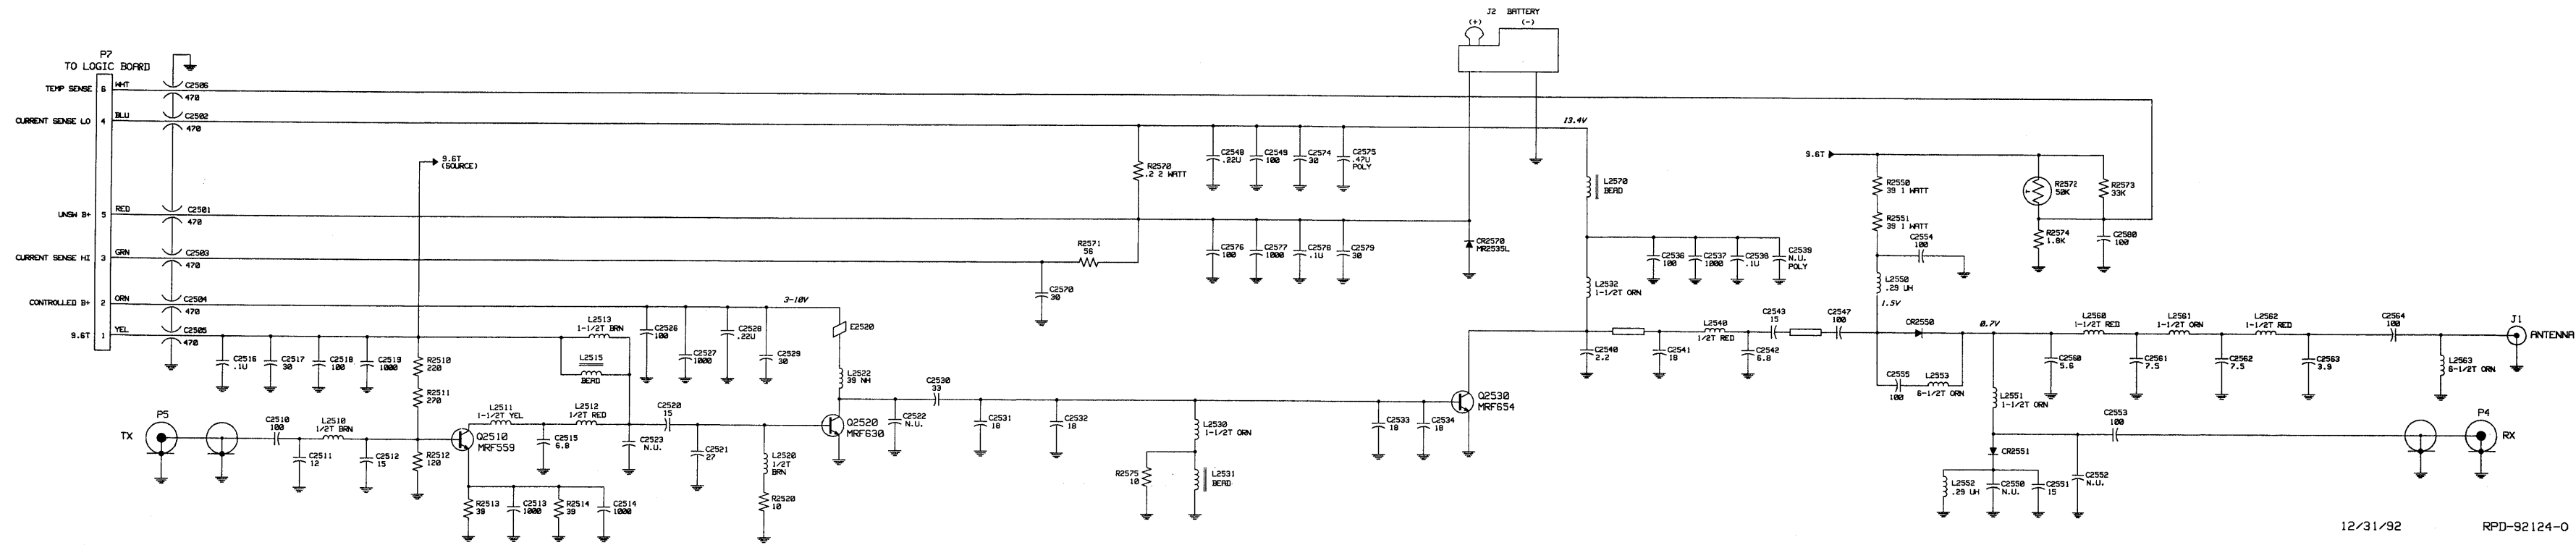 J2 BATTERY
(+) (-)
P7
TO LOGIC BOARD
TEMP SENSE 6 WHT
C2506
470
CURRENT SENSE LO 4 BLU
C2502
470
13.4V
9.6T
(SOURCE)
R2570
.2 2 WATT
C2548
.22U
C2549
100
C2574
30
C2575
.47U
POLY
L2570
BEAD
9.6T
R2550
39 1 WATT
R2551
39 1 WATT
T
R2572
50K
R2573
33K
UNSW B+ 5 RED
C2501
470
CR2570
MR2535L
C2576
100
C2577
1000
C2578
.1U
C2579
30
R2574
1.8K
C2580
100
C2554
100
CURRENT SENSE HI 3 GRN
C2503
470
R2571
56
C2570
30
C2536
100
C2537
1000
C2538
.1U
C2539
N.U.
POLY
L2532
1-1/2T ORN
L2550
.29 UH
1.5V
CONTROLLED B+ 2 ORN
C2504
470
3-10V
9.6T 1 YEL
C2505
470
C2516
.1U
C2517
30
C2518
100
C2519
1000
R2510
220
R2511
270
L2513
1-1/2T BRN
L2515
BEAD
C2526
100
C2527
1000
C2528
.22U
C2529
30
E2520
L2522
39 NH
C2540
2.2
C2541
18
L2540
1/2T RED
C2542
6.8
C2543
15
C2547
100
CR2550
0.7V
L2560
1-1/2T RED
L2561
1-1/2T ORN
L2562
1-1/2T RED
C2564
100
J1
ANTENNA
C2560
5.6
C2561
7.5
C2562
7.5
C2563
3.9
L2563
6-1/2T ORN
C2555
100
L2553
6-1/2T ORN
L2551
1-1/2T ORN
P5
TX
C2510
100
L2510
1/2T BRN
C2511
12
C2512
15
R2512
120
Q2510
MRF559
L2511
1-1/2T YEL
L2512
1/2T RED
C2515
6.8
C2523
N.U.
C2520
15
C2521
27
L2520
1/2T
BRN
R2520
10
Q2520
MRF630
C2522
N.U.
C2530
33
C2531
18
C2532
18
L2530
1-1/2T ORN
R2575
10
L2531
BEAD
C2533
18
C2534
18
Q2530
MRF654
C2553
100
P4
RX
CR2551
L2552
.29 UH
C2550
N.U.
C2551
15
C2552
N.U.
R2513
39
C2513
1000
R2514
39
C2514
1000
12/31/92
RPD-92124-O